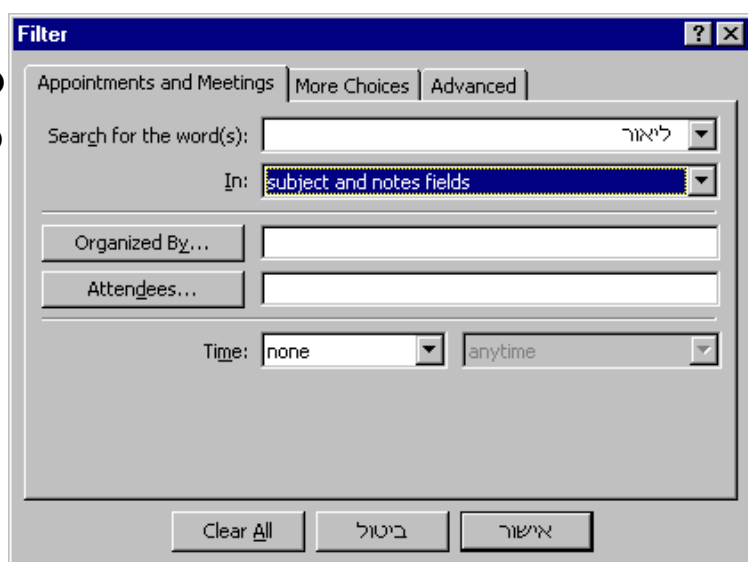 Filter
Appointments and Meetings More Choices Advanced
Search for the word(s): ליאור
In: subject and notes fields
Organized By...
Attendees...
Time: none anytime
Clear All ביטול אישור